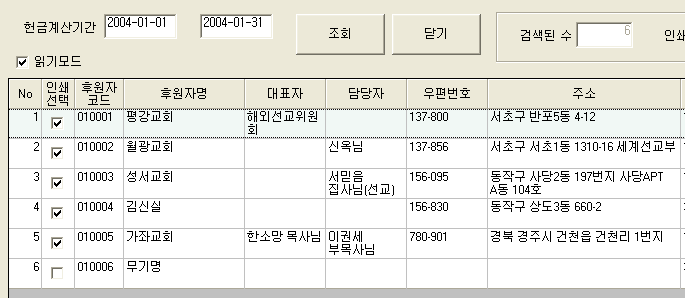 헌금계산기간 2004-01-01 2004-01-31 조회 닫기 검색된 수 6 인쇄
읽기모드
No 인쇄선택 후원자코드 후원자명 대표자 담당자 우편번호 주소
1 010001 평강교회 해외선교위원회 137-800 서초구 반포5동 4-12
2 010002 월광교회 신옥님 137-856 서초구 서초1동 1310-16 세계선교부
3 010003 성서교회 서믿음 집사님(선교) 156-095 동작구 사당2동 197번지 사당APT A동 104호
4 010004 김신실 156-830 동작구 상도3동 660-2
5 010005 가좌교회 한소망 목사님 이권세 부목사님 780-901 경북 경주시 건천읍 건천리 1번지
6 010006 무기명